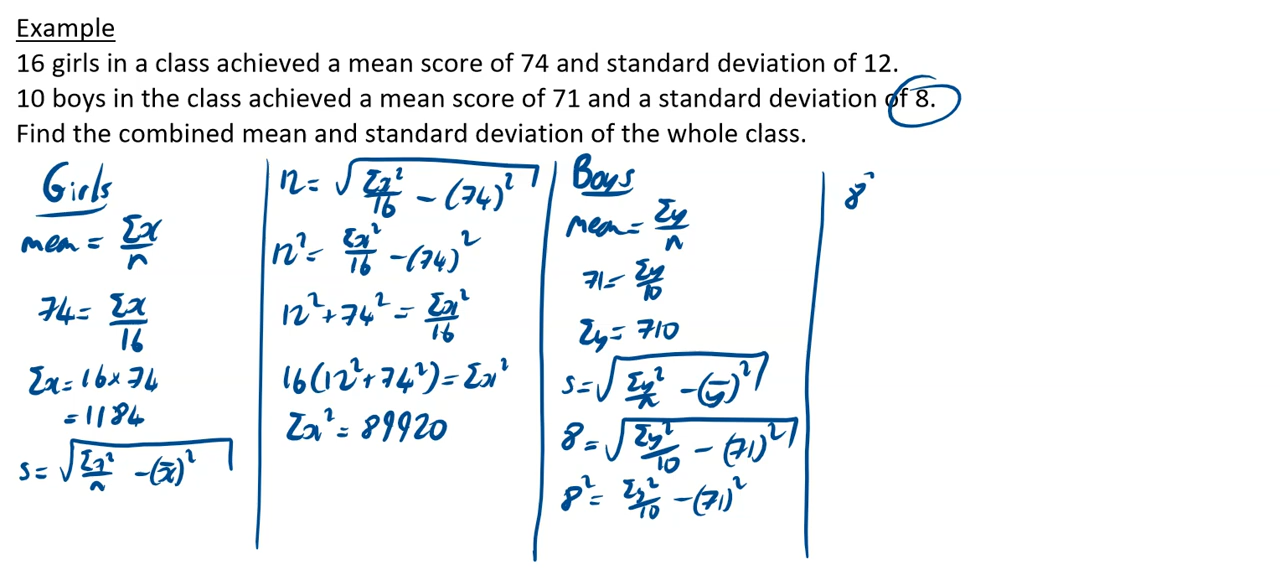 Example
16 girls in a class achieved a mean score of 74 and standard deviation of 12.
10 boys in the class achieved a mean score of 71 and a standard deviation of 8.
Find the combined mean and standard deviation of the whole class.
Girls
mean = Σx/n
74 = Σx/16
Σx = 16 × 74
= 1184
s = √(Σx²/n - (x̄)²)
12 = √(Σx²/16 - (74)²)
12² = Σx²/16 - (74)²
12² + 74² = Σx²/16
16(12² + 74²) = Σx²
Σx² = 89920
Boys
mean = Σy/n
71 = Σy/10
Σy = 710
s = √(Σy²/n - (ȳ)²)
8 = √(Σy²/10 - (71)²)
8² = Σy²/10 - (71)²
8²